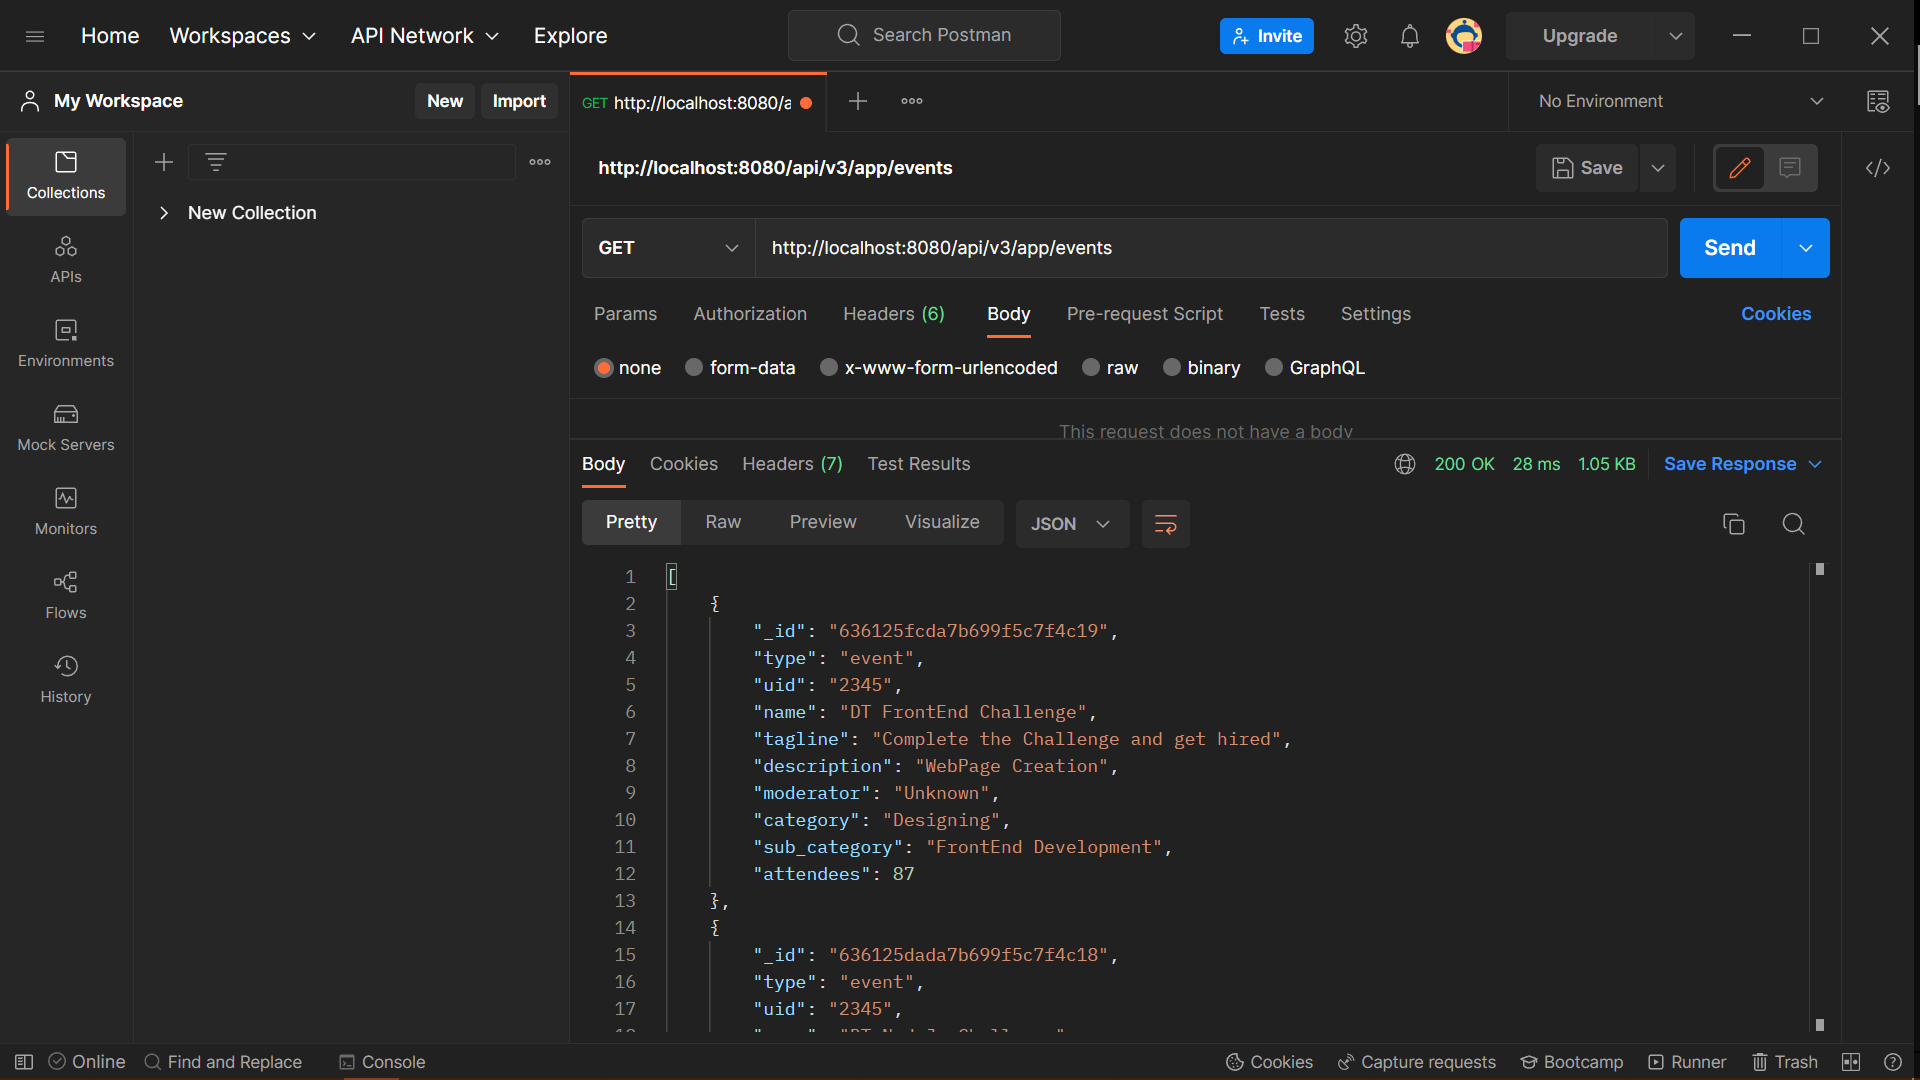 Home
Workspaces
API Network
Explore
Search Postman
Invite
Upgrade
My Workspace
New
Import
GET http://localhost:8080/a
No Environment
Collections
APIs
Environments
Mock Servers
Monitors
Flows
History
New Collection
http://localhost:8080/api/v3/app/events
Save
GET
http://localhost:8080/api/v3/app/events
Send
Params
Authorization
Headers (6)
Body
Pre-request Script
Tests
Settings
Cookies
none
form-data
x-www-form-urlencoded
raw
binary
GraphQL
This request does not have a body
Body
Cookies
Headers (7)
Test Results
200 OK
28 ms
1.05 KB
Save Response
Pretty
Raw
Preview
Visualize
JSON
1 [
2 {
3 "_id": "636125fcda7b699f5c7f4c19",
4 "type": "event",
5 "uid": "2345",
6 "name": "DT FrontEnd Challenge",
7 "tagline": "Complete the Challenge and get hired",
8 "description": "WebPage Creation",
9 "moderator": "Unknown",
10 "category": "Designing",
11 "sub_category": "FrontEnd Development",
12 "attendees": 87
13 },
14 {
15 "_id": "636125dada7b699f5c7f4c18",
16 "type": "event",
17 "uid": "2345",
Online
Find and Replace
Console
Cookies
Capture requests
Bootcamp
Runner
Trash